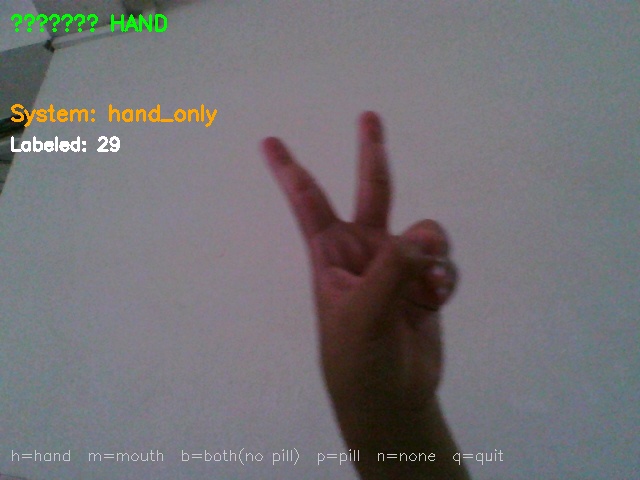 ??????? HAND
System: hand_only
Labeled: 29
h=hand m=mouth b=both(no pill) p=pill n=none q=quit